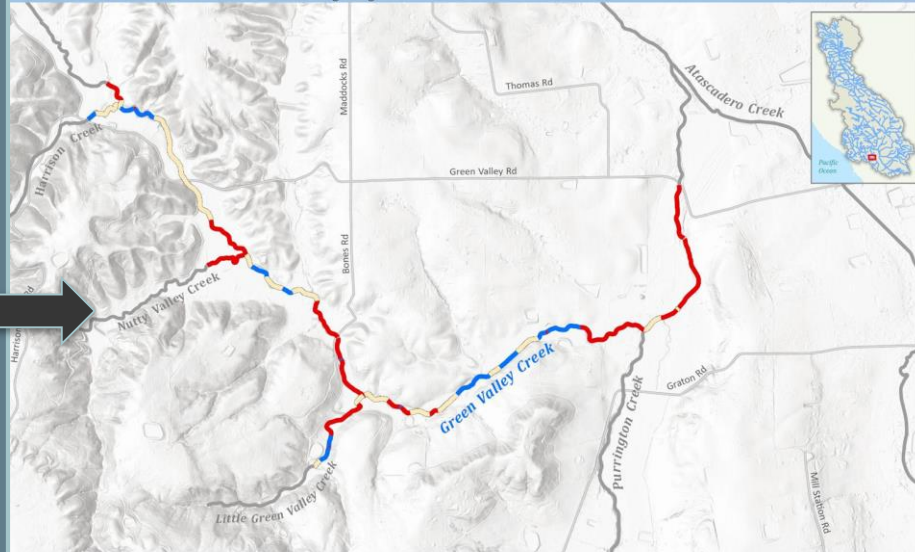 Maddocks Rd
Thomas Rd
Atascadero Creek
Pacific
Ocean
Harrison Creek
Green Valley Rd
Bones Rd
Nutty Valley Creek
Green Valley Creek
Graton Rd
Purrington Creek
Little Green Valley Creek
Mill Station Rd